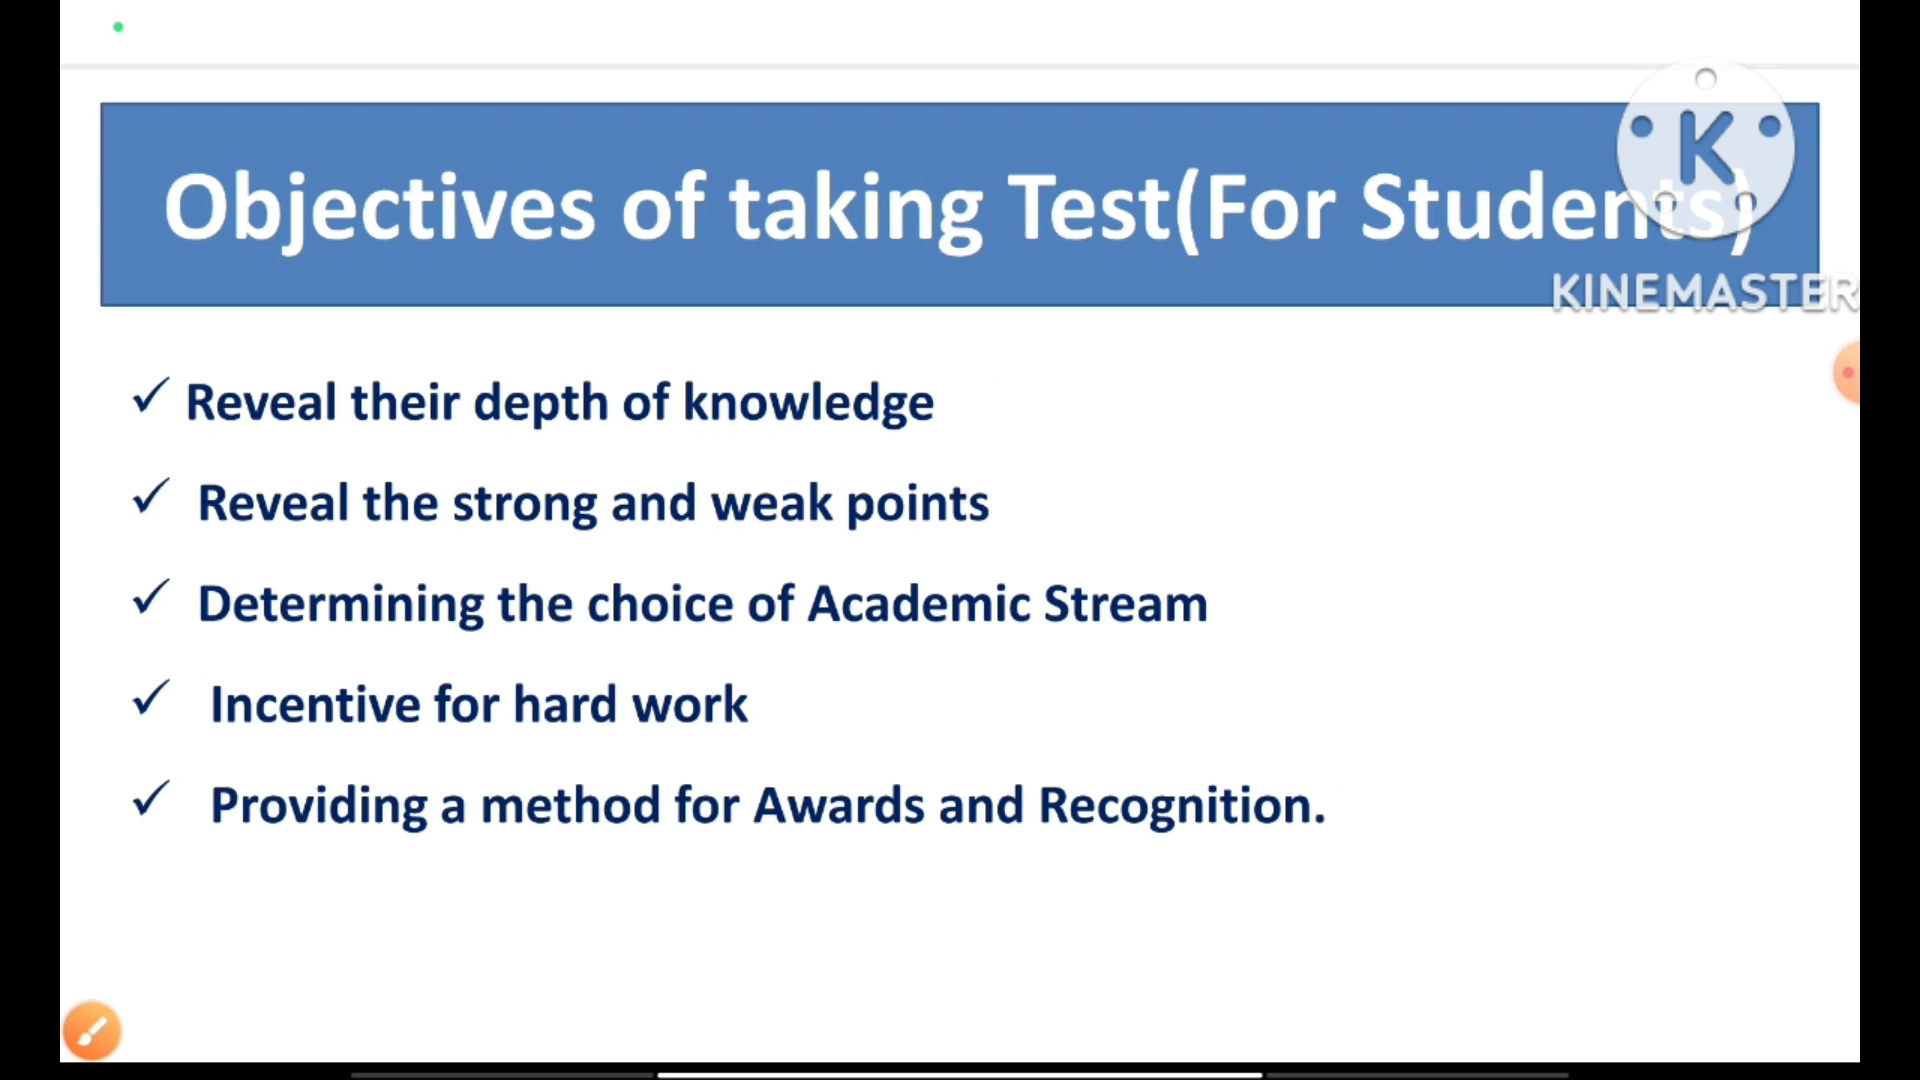 Objectives of taking Test(For Students)
K
KINEMASTER
✓ Reveal their depth of knowledge
✓ Reveal the strong and weak points
✓ Determining the choice of Academic Stream
✓ Incentive for hard work
✓ Providing a method for Awards and Recognition.